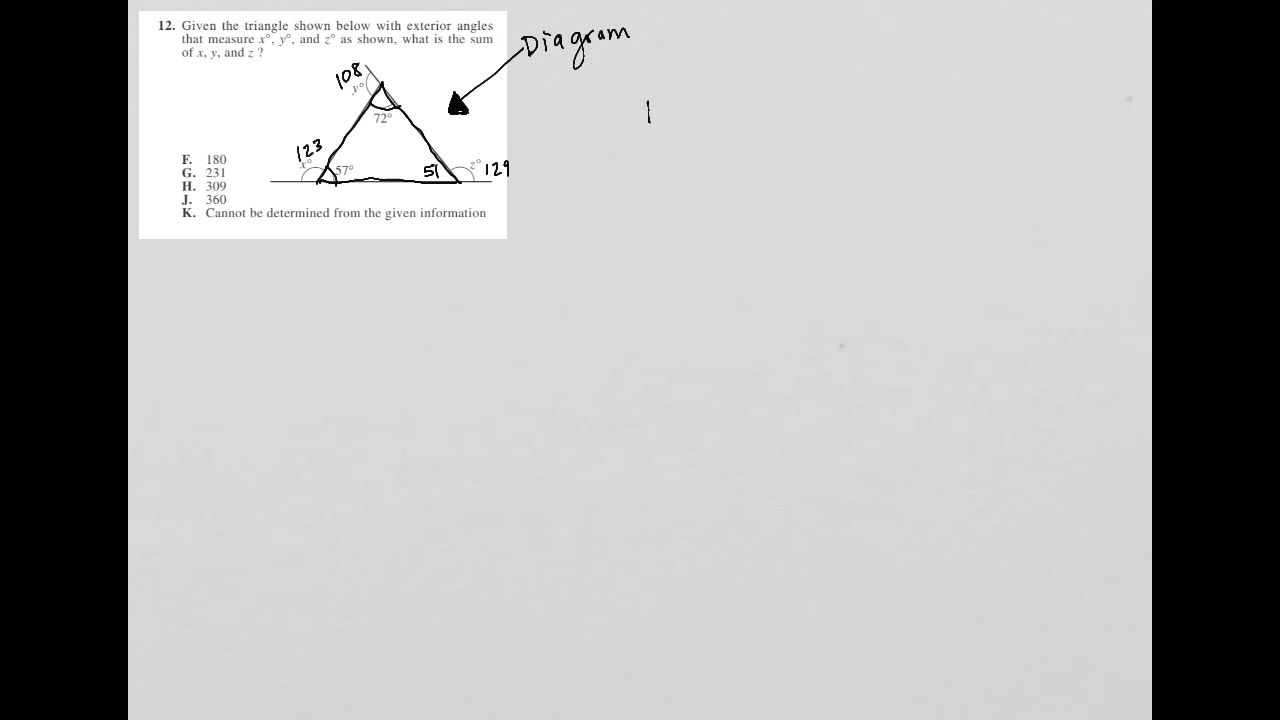 12. Given the triangle shown below with exterior angles
that measure x°, y°, and z° as shown, what is the sum
of x, y, and z ?
Diagram
108
y°
72°
123
x°
57°
51
z°
129
F. 180
G. 231
H. 309
J. 360
K. Cannot be determined from the given information